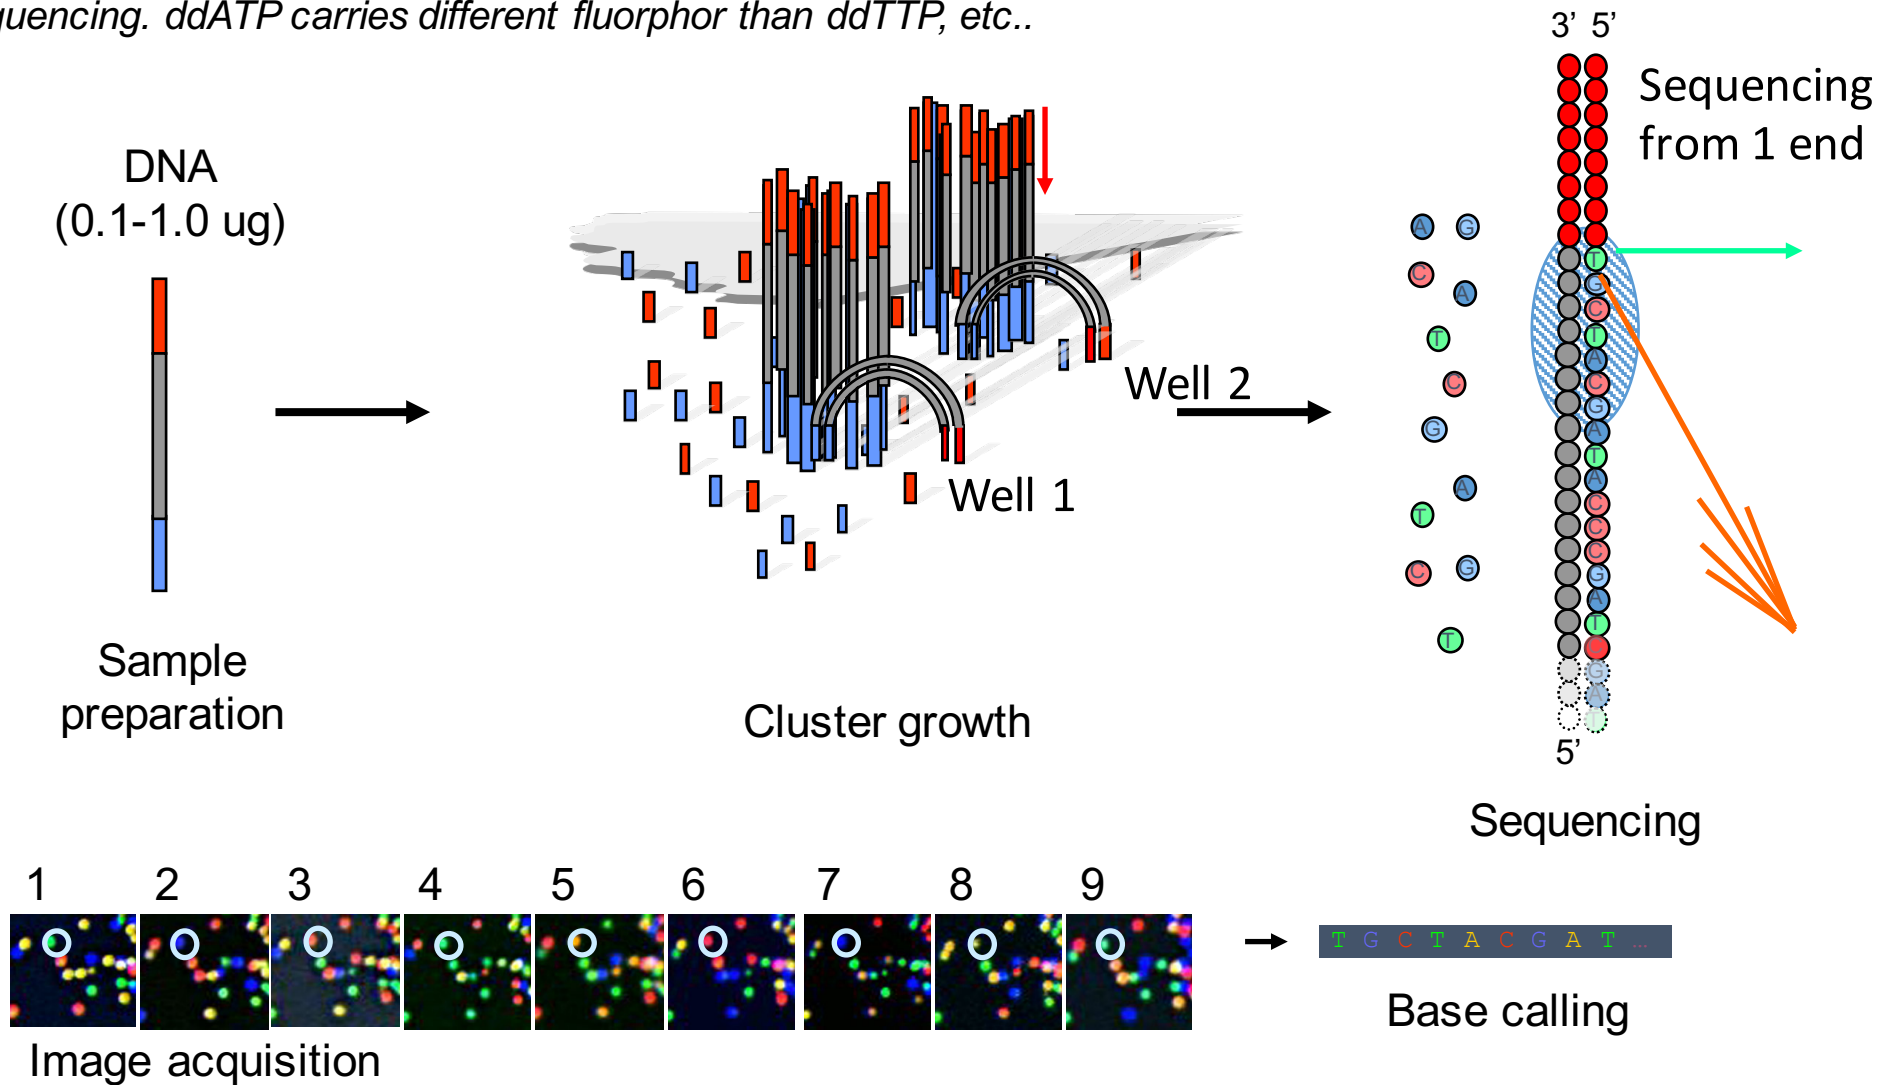 quencing. ddATP carries different fluorphor than ddTTP, etc..
3’ 5’
Sequencing
from 1 end
DNA
(0.1-1.0 ug)
A G
C
A
T
C
G
A
T
C G
T
T
G
C
T
A
C
G
A
T
A
C
C
C
G
A
T
G
A
5’
Well 2
Well 1
Sample
preparation
Cluster growth
Sequencing
1 2 3 4 5 6 7 8 9
T G C T A C G A T ...
Base calling
Image acquisition